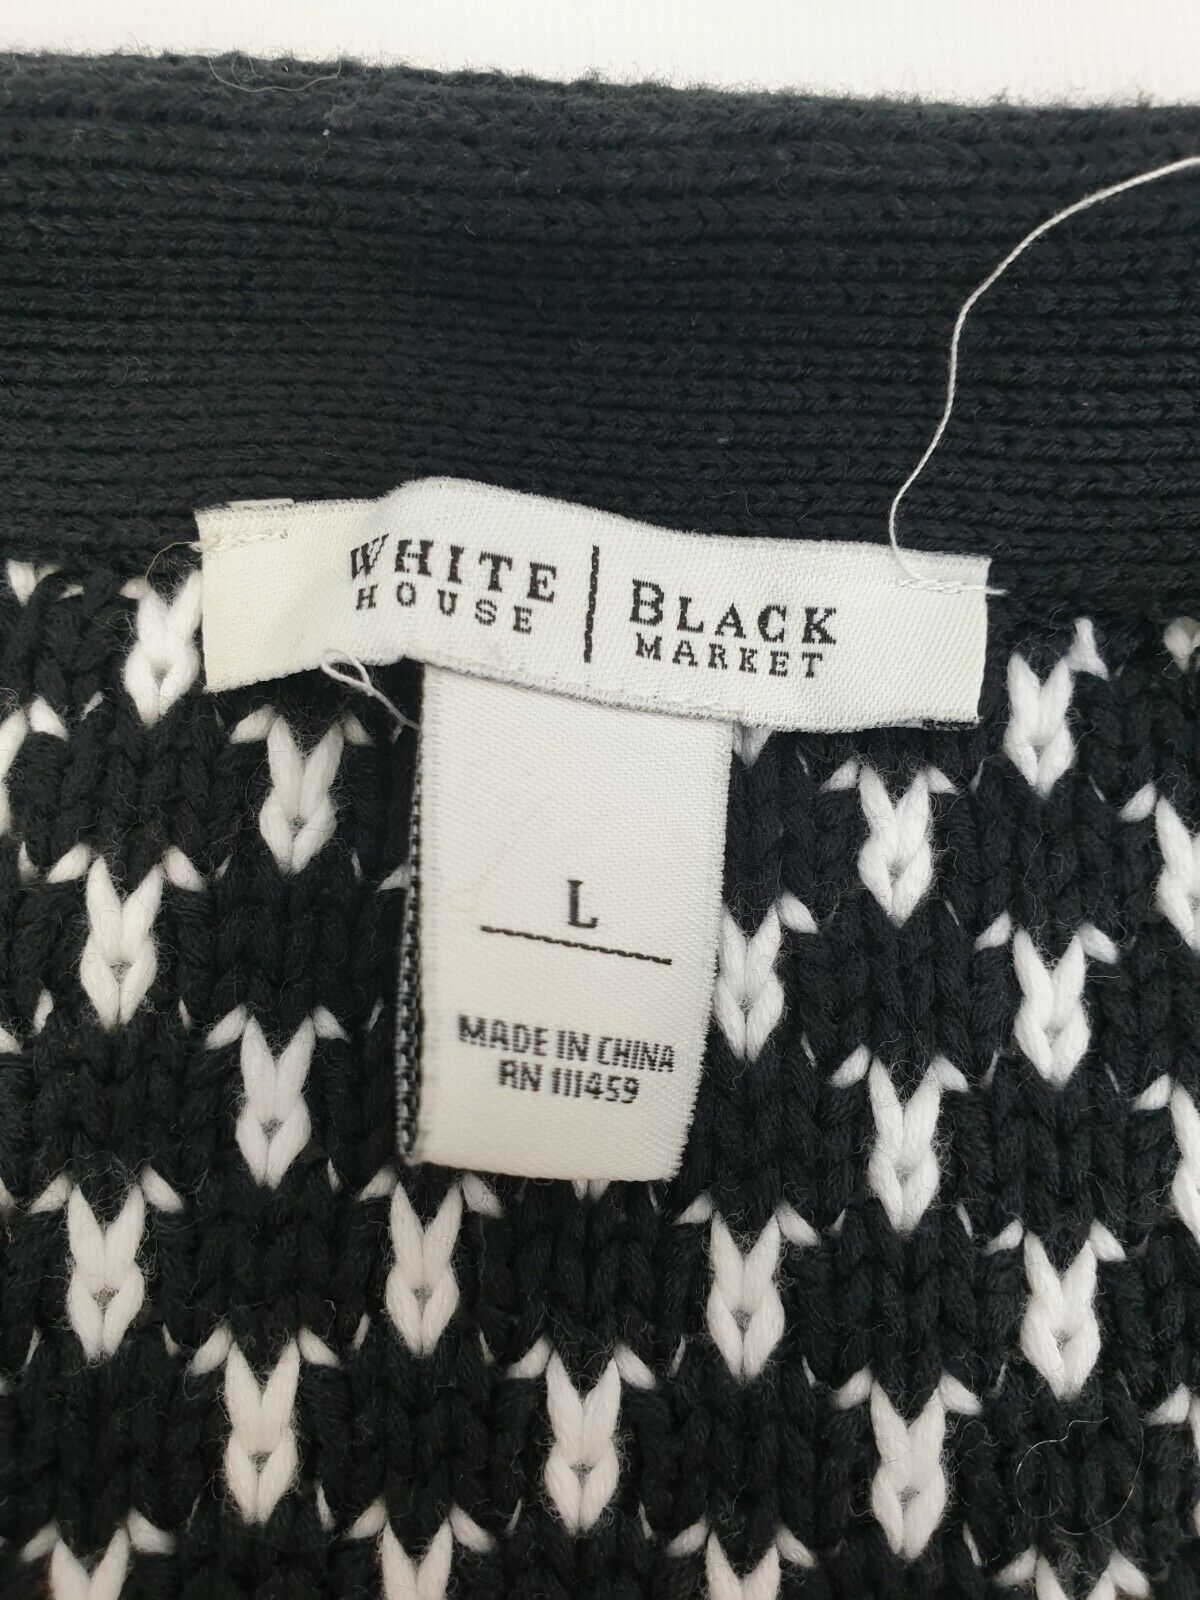 WHITE HOUSE | BLACK MARKET
L
MADE IN CHINA
RN 111459